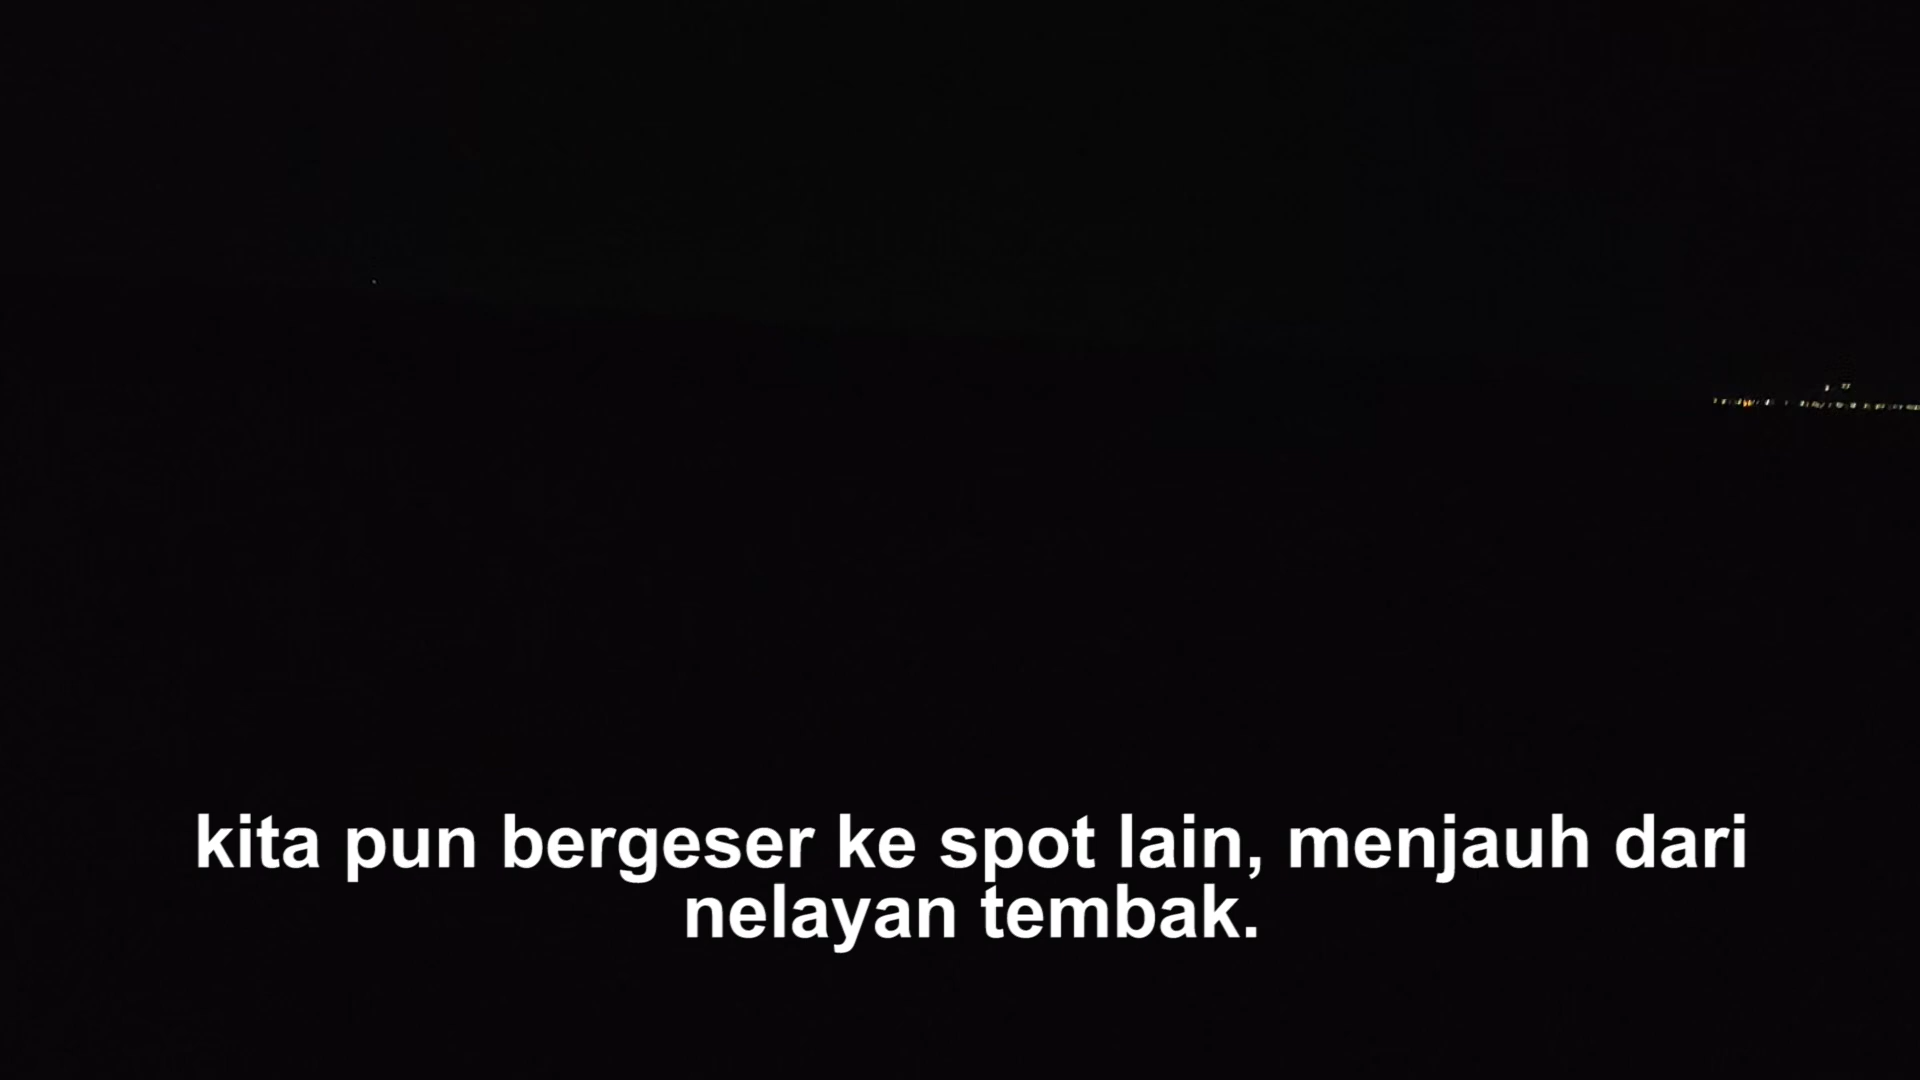 kita pun bergeser ke spot lain, menjauh dari
nelayan tembak.